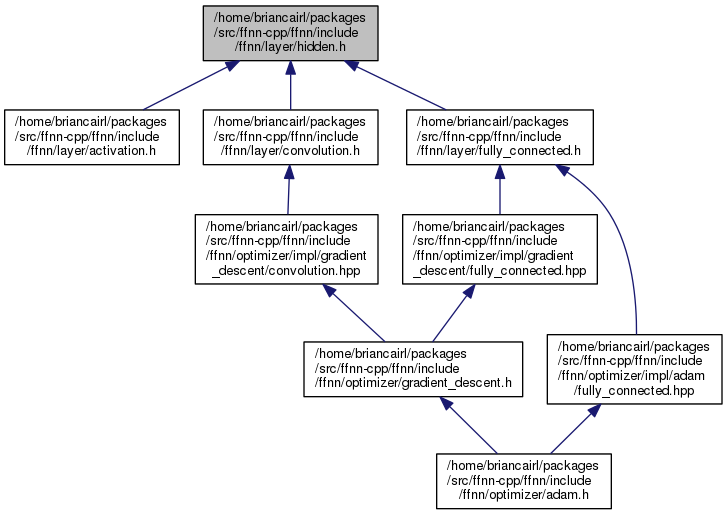 /home/briancairl/packages
/src/ffnn-cpp/ffnn/include
/ffnn/layer/hidden.h
/home/briancairl/packages
/src/ffnn-cpp/ffnn/include
/ffnn/layer/activation.h
/home/briancairl/packages
/src/ffnn-cpp/ffnn/include
/ffnn/layer/convolution.h
/home/briancairl/packages
/src/ffnn-cpp/ffnn/include
/ffnn/layer/fully_connected.h
/home/briancairl/packages
/src/ffnn-cpp/ffnn/include
/ffnn/optimizer/impl/gradient
_descent/convolution.hpp
/home/briancairl/packages
/src/ffnn-cpp/ffnn/include
/ffnn/optimizer/impl/gradient
_descent/fully_connected.hpp
/home/briancairl/packages
/src/ffnn-cpp/ffnn/include
/ffnn/optimizer/gradient_descent.h
/home/briancairl/packages
/src/ffnn-cpp/ffnn/include
/ffnn/optimizer/impl/adam
/fully_connected.hpp
/home/briancairl/packages
/src/ffnn-cpp/ffnn/include
/ffnn/optimizer/adam.h